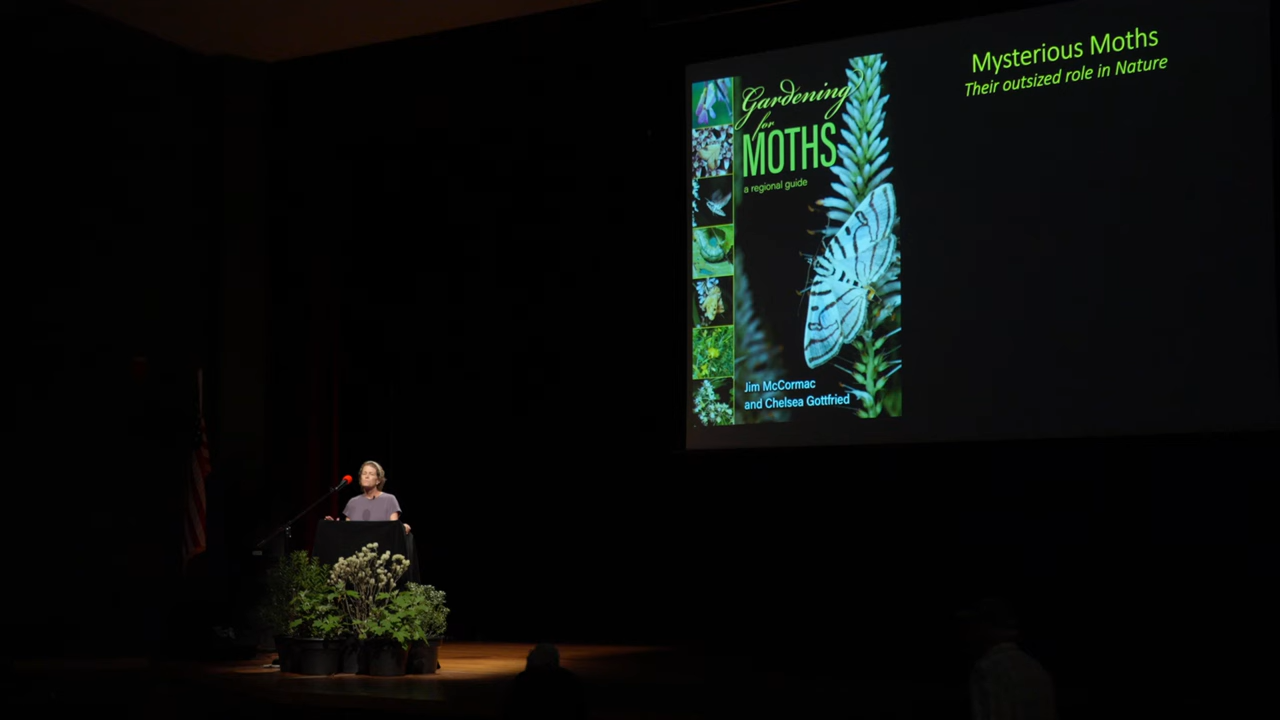 Gardening
for
MOTHS
a regional guide
Jim McCormac
and Chelsea Gottfried
Mysterious Moths
Their outsized role in Nature